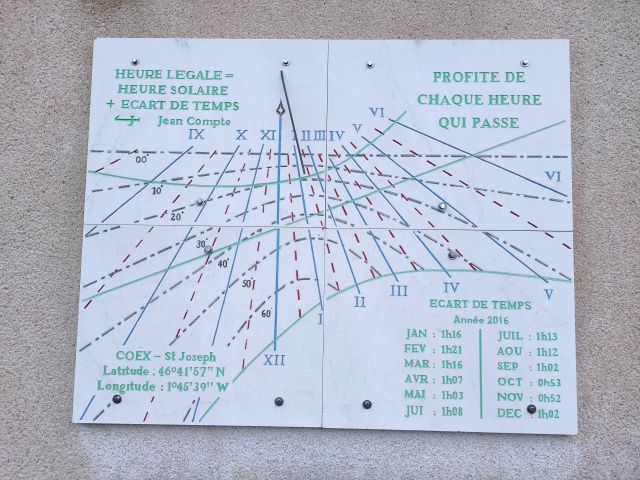 HEURE LEGALE =
HEURE SOLAIRE
+ ECART DE TEMPS
Jean Compte
PROFITE DE
CHAQUE HEURE
QUI PASSE
IX X XI I II III IV V VI
VI
00°
10°
20°
30°
40°
50°
60°
I II III IV V
XII
COEX - St Joseph
Latitude : 46°41'57" N
Longitude : 1°45'39" W
ECART DE TEMPS
Année 2016
JAN : 1h16
FEV : 1h21
MAR : 1h16
AVR : 1h07
MAI : 1h03
JUI : 1h08
JUIL : 1h13
AOU : 1h12
SEP : 1h02
OCT : 0h53
NOV : 0h52
DEC : 1h02